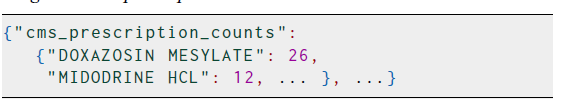 {"cms_prescription_counts":
{"DOXAZOSIN MESYLATE": 26,
"MIDODRINE HCL": 12, ... }, ...}